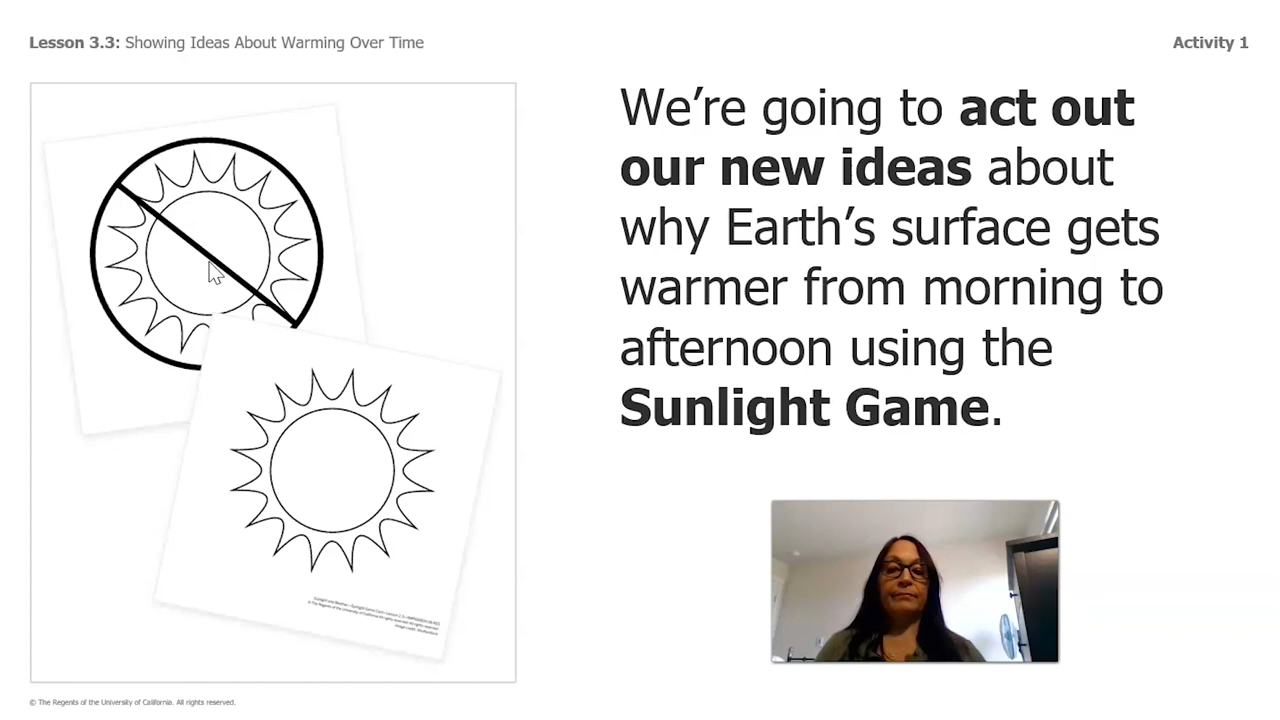 Lesson 3.3: Showing Ideas About Warming Over Time
Activity 1
We’re going to act out
our new ideas about
why Earth’s surface gets
warmer from morning to
afternoon using the
Sunlight Game.
© The Regents of the University of California. All rights reserved.